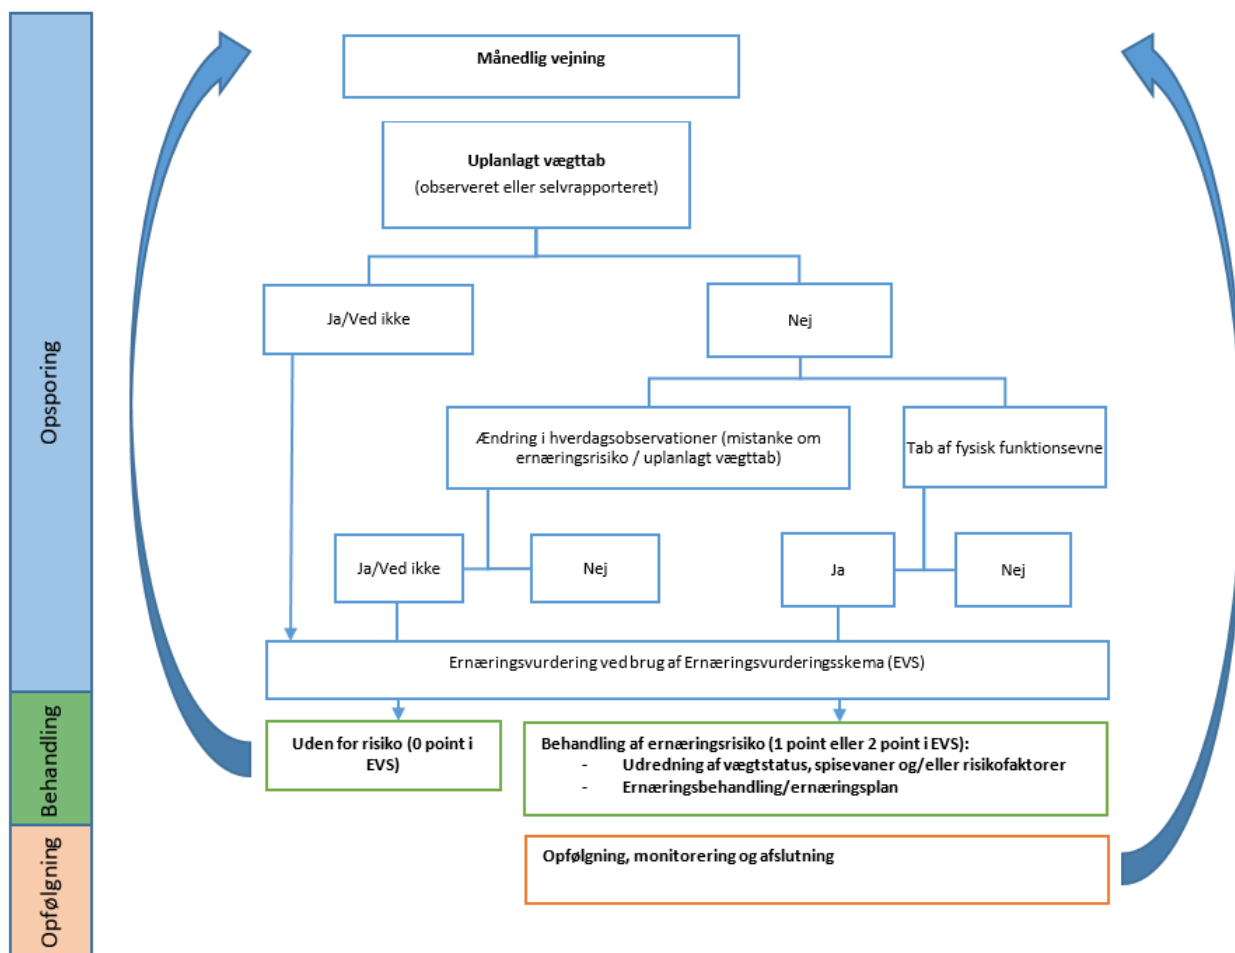 Månedlig vejning
Uplanlagt vægttab
(observeret eller selvrapporteret)
Ja/Ved ikke
Nej
Opsporing
Ændring i hverdagsobservationer (mistanke om
ernæringsrisiko / uplanlagt vægttab)
Tab af fysisk funktionsevne
Ja/Ved ikke
Nej
Ja
Nej
Ernæringsvurdering ved brug af Ernæringsvurderingsskema (EVS)
Behandling
Uden for risiko (0 point i
EVS)
Behandling af ernæringsrisiko (1 point eller 2 point i EVS):
- Udredning af vægtstatus, spisevaner og/eller risikofaktorer
- Ernæringsbehandling/ernæringsplan
Opfølgning
Opfølgning, monitorering og afslutning